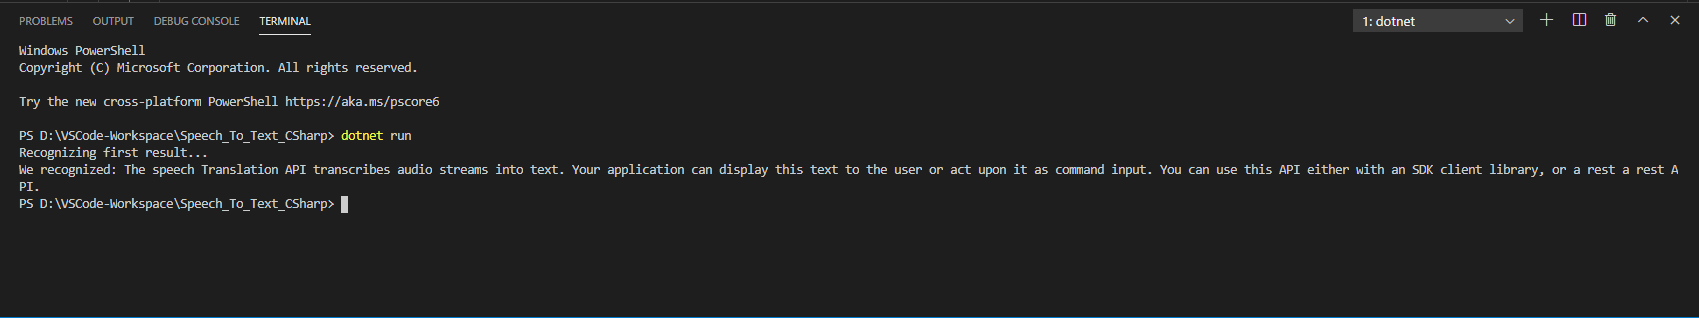 PROBLEMS OUTPUT DEBUG CONSOLE TERMINAL 1: dotnet
Windows PowerShell
Copyright (C) Microsoft Corporation. All rights reserved.
Try the new cross-platform PowerShell https://aka.ms/pscore6
PS D:\VSCode-Workspace\Speech_To_Text_CSharp> dotnet run
Recognizing first result...
We recognized: The speech Translation API transcribes audio streams into text. Your application can display this text to the user or act upon it as command input. You can use this API either with an SDK client library, or a rest a rest A
PI.
PS D:\VSCode-Workspace\Speech_To_Text_CSharp>